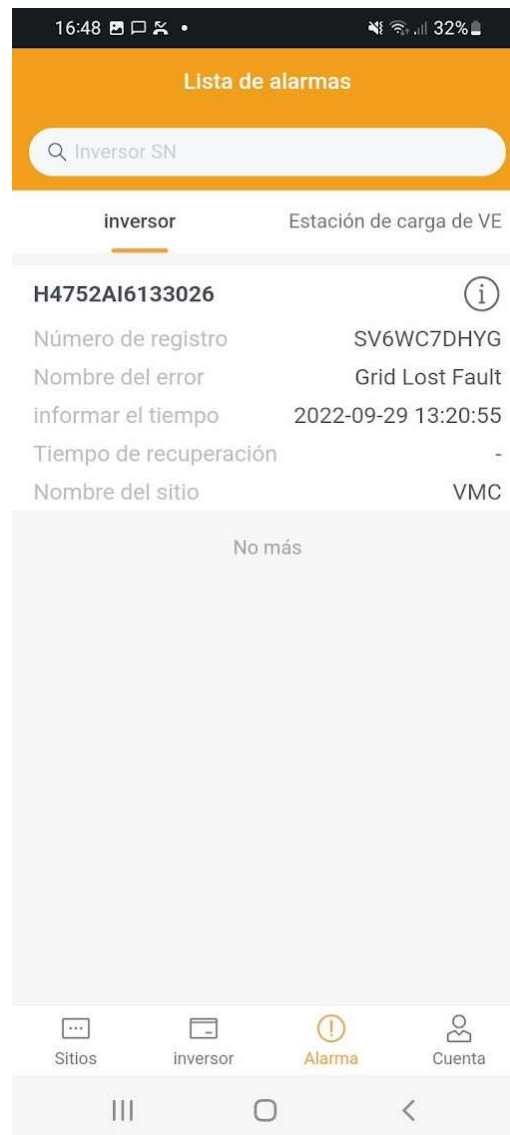 16:48 32%
Lista de alarmas
Inversor SN
inversor Estación de carga de VE
H4752AI6133026
Número de registro SV6WC7DHYG
Nombre del error Grid Lost Fault
informar el tiempo 2022-09-29 13:20:55
Tiempo de recuperación -
Nombre del sitio VMC
No más
Sitios inversor Alarma Cuenta